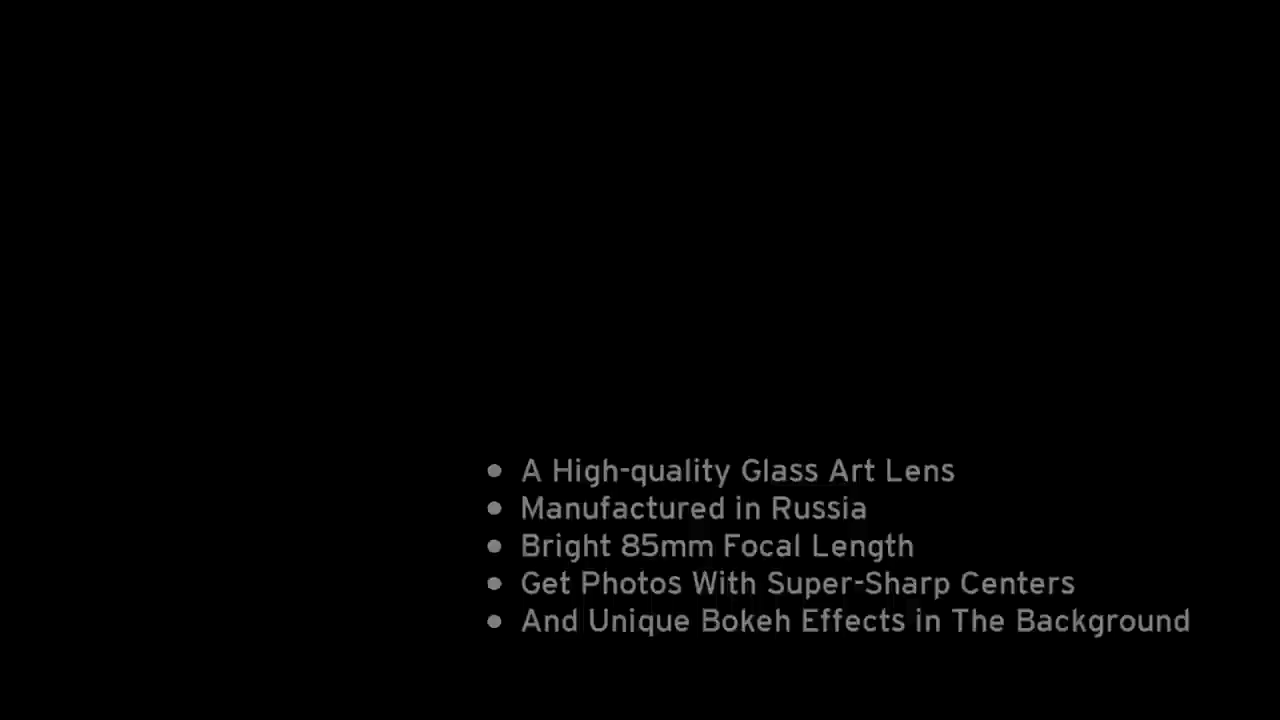 • A High-quality Glass Art Lens
• Manufactured in Russia
• Bright 85mm Focal Length
• Get Photos With Super-Sharp Centers
• And Unique Bokeh Effects in The Background